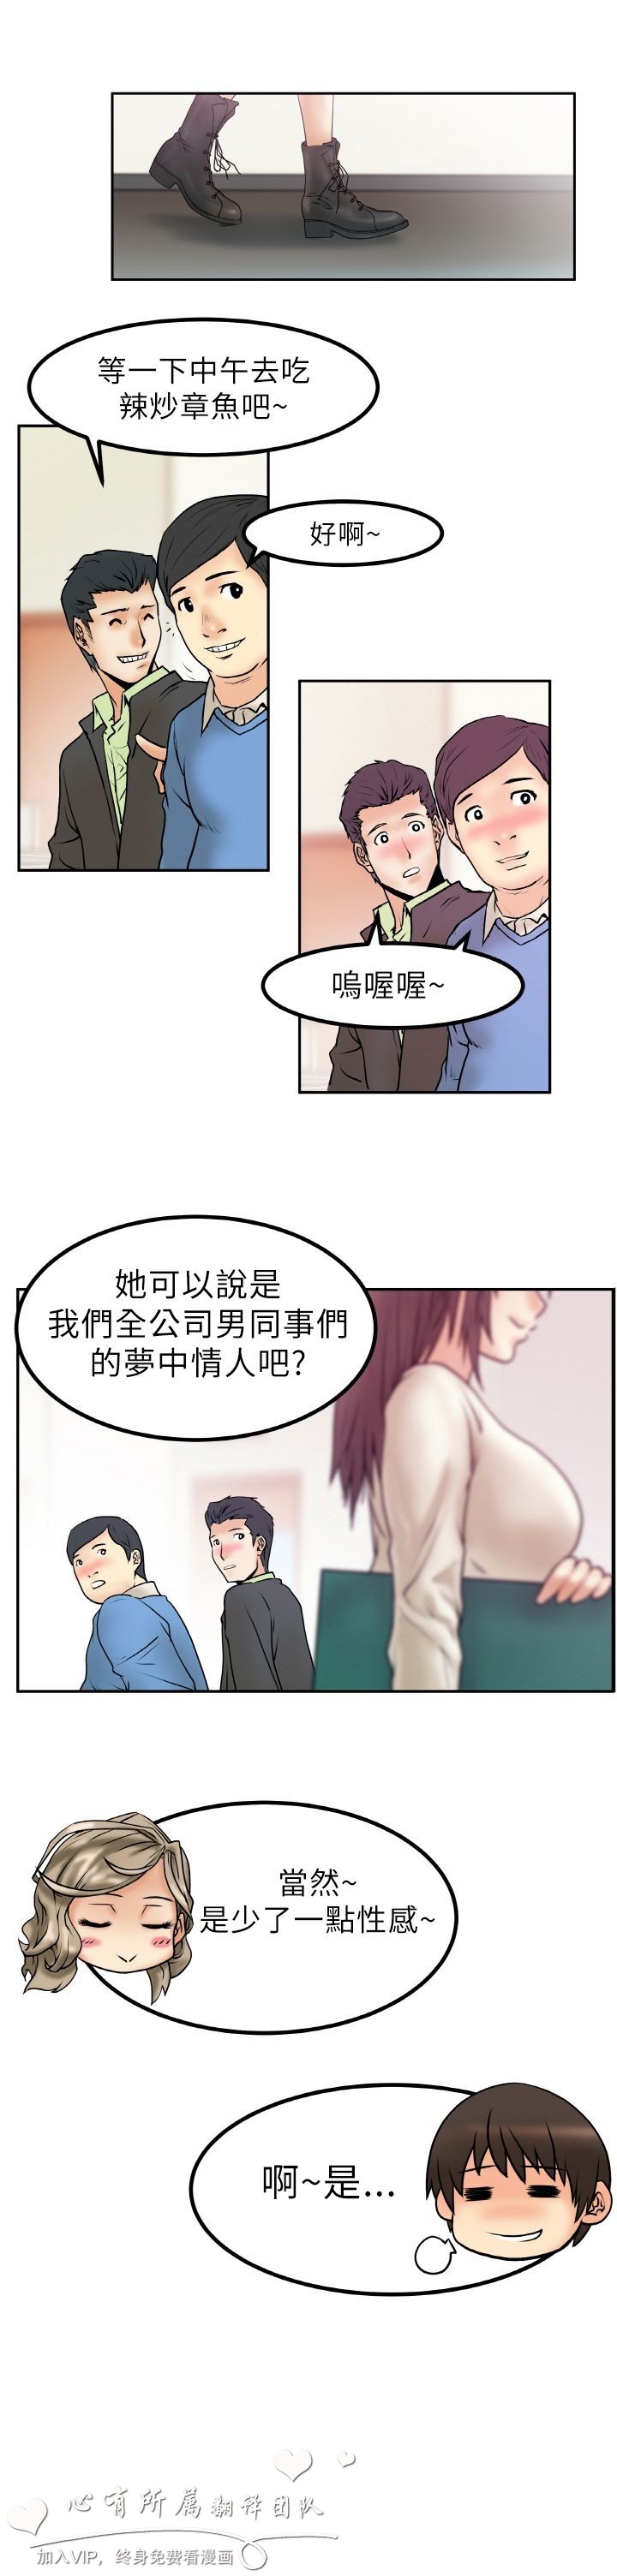 等一下中午去吃
辣炒章魚吧~
好啊~
嗚喔喔~
她可以說是
我們全公司男同事們
的夢中情人吧?
當然~
是少了一點性感~
啊~是...
心有所属翻译团队
加入VIP，终身免费看漫画